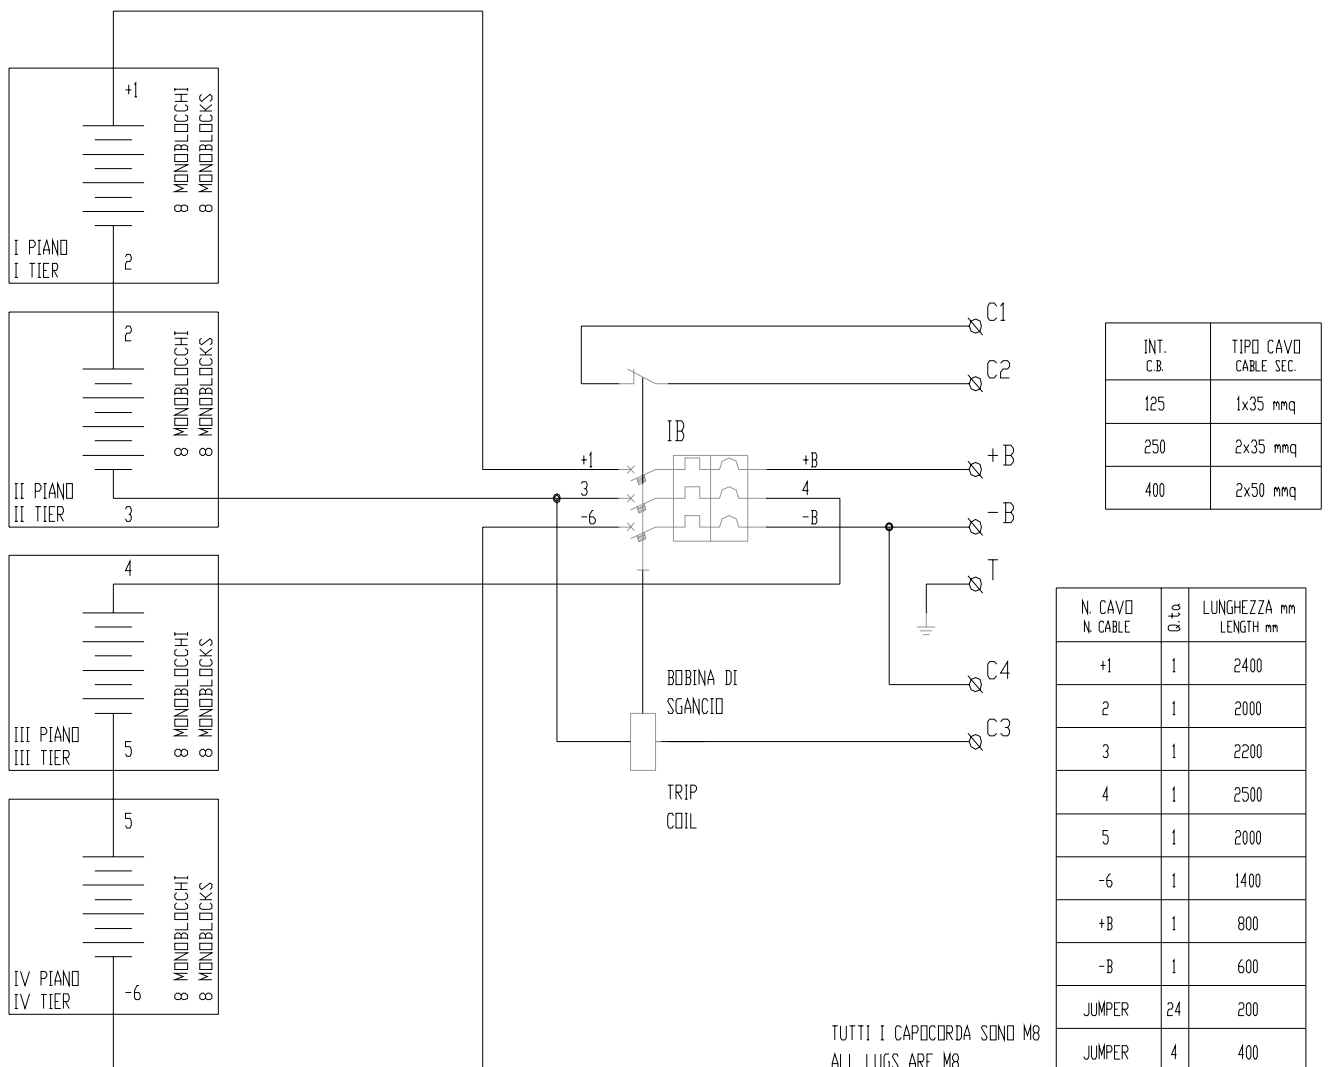 +1
8 MONOBLOCCHI
8 MONOBLOCKS
I PIANO
I TIER
2
2
8 MONOBLOCCHI
8 MONOBLOCKS
II PIANO
II TIER
3
4
8 MONOBLOCCHI
8 MONOBLOCKS
III PIANO
III TIER
5
5
8 MONOBLOCCHI
8 MONOBLOCKS
IV PIANO
IV TIER
-6
C1
C2
IB
+1
+B
+B
3
4
-6
-B
-B
T
C4
C3
BOBINA DI
SGANCIO
TRIP
COIL
INT.
C.B.
TIPO CAVO
CABLE SEC.
125
1x35 mmq
250
2x35 mmq
400
2x50 mmq
N. CAVO
N. CABLE
Q.ta
LUNGHEZZA mm
LENGTH mm
+1 1 2400
2 1 2000
3 1 2200
4 1 2500
5 1 2000
-6 1 1400
+B 1 800
-B 1 600
JUMPER 24 200
JUMPER 4 400
TUTTI I CAPOCORDA SONO M8
ALL LUGS ARE M8